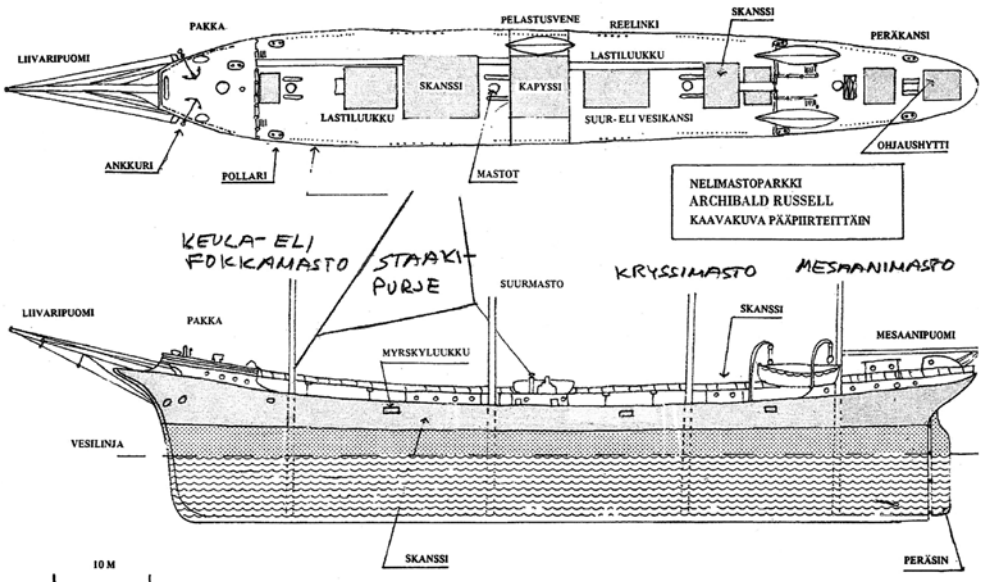 PELASTUSVENE
REELINKI
SKANSSI
PAKKA
PERÄKANSI
LIIVARIPUOMI
LASTILUUKKU
SKANSSI
KAPYSSI
LASTILUUKKU
SUUR- ELI VESIKANSI
ANKKURI
POLLARI
MASTOT
OHJAUSHYTTI
NELIMASTOPARKKI
ARCHIBALD RUSSELL
KAAVAKUVA PÄÄPIIRTEITTÄIN
KEULA- ELI
FOKKAMASTO
STAAKI-
PURJE
SUURMASTO
KRYSSIMASTO
MESAANIMASTO
LIIVARIPUOMI
PAKKA
SKANSSI
MESAANIPUOMI
MYRSKYLUUKKU
VESILINJA
SKANSSI
PERÄSIN
10 M